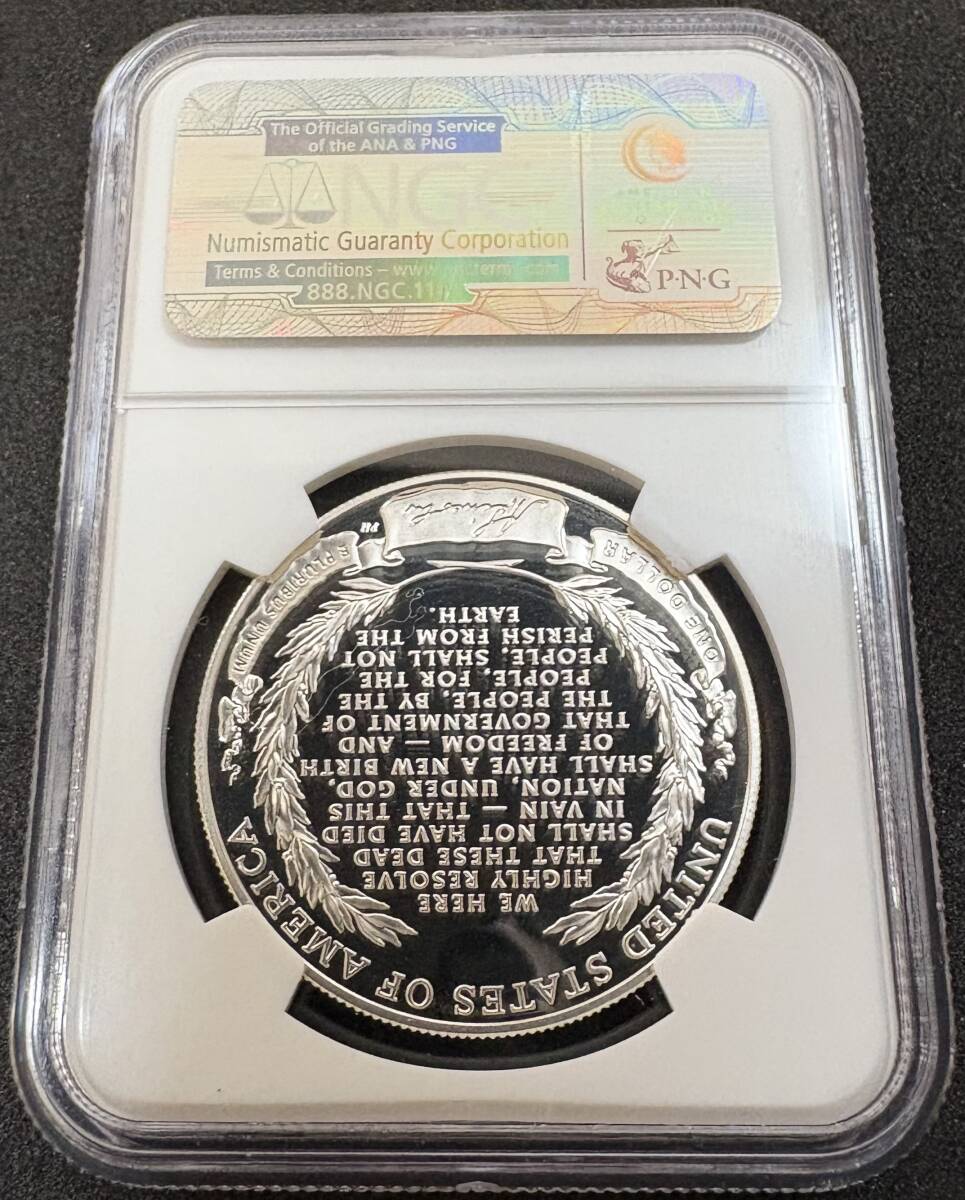 The Official Grading Service
of the ANA & PNG
NGC
Numismatic Guaranty Corporation
Terms & Conditions –
888.NGC.
P·N·G
WE HERE
HIGHLY RESOLVE
THAT THESE DEAD
SHALL NOT HAVE DIED
IN VAIN — THAT THIS
NATION, UNDER GOD,
SHALL HAVE A NEW BIRTH
OF FREEDOM — AND
THAT GOVERNMENT OF
THE PEOPLE, BY THE
PEOPLE, FOR THE
PEOPLE, SHALL NOT
PERISH FROM THE
EARTH.
UNITED STATES OF AMERICA
ONE DOLLAR
E PLURIBUS UNUM
PH